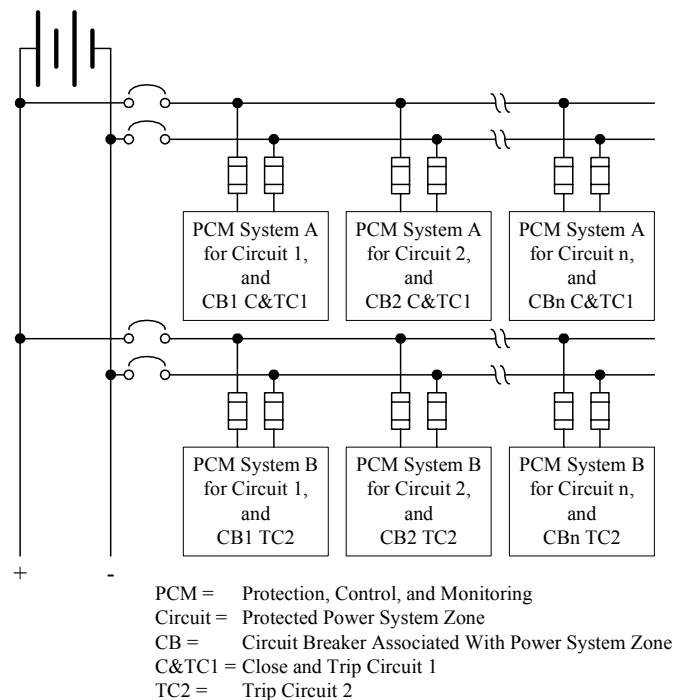 PCM System A
for Circuit 1,
and
CB1 C&TC1
PCM System A
for Circuit 2,
and
CB2 C&TC1
PCM System A
for Circuit n,
and
CBn C&TC1
PCM System B
for Circuit 1,
and
CB1 TC2
PCM System B
for Circuit 2,
and
CB2 TC2
PCM System B
for Circuit n,
and
CBn TC2
+ -
PCM = Protection, Control, and Monitoring
Circuit = Protected Power System Zone
CB = Circuit Breaker Associated With Power System Zone
C&TC1 = Close and Trip Circuit 1
TC2 = Trip Circuit 2